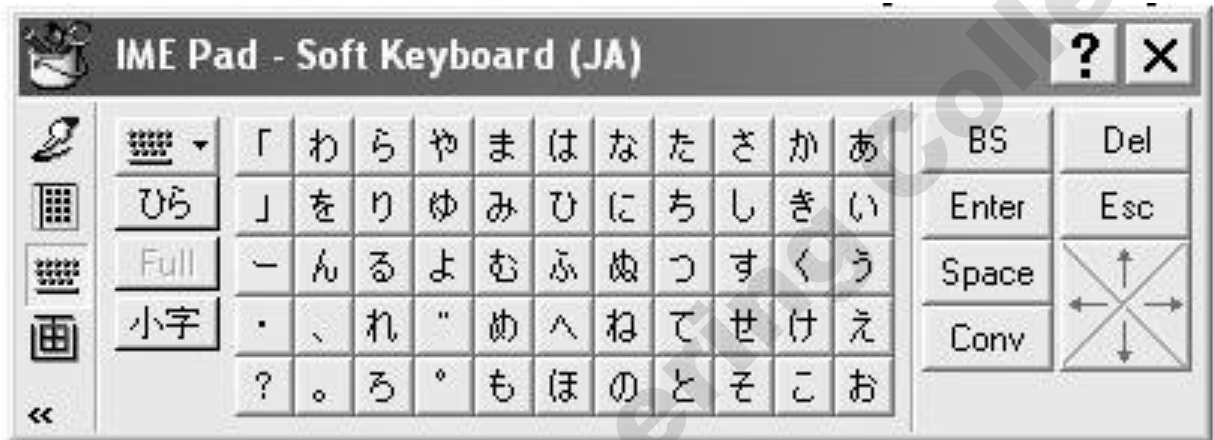 IME Pad - Soft Keyboard (JA) ? ×
「 わ ら や ま は な た さ か あ BS Del
ひら 」 を り ゆ み ひ に ち し き い Enter Esc
Full ー ん る よ む ふ ぬ つ す く う Space
小字 ・ 、 れ ゛ め へ ね て せ け え Conv
? 。 ろ ゜ も ほ の と そ こ お
画
«